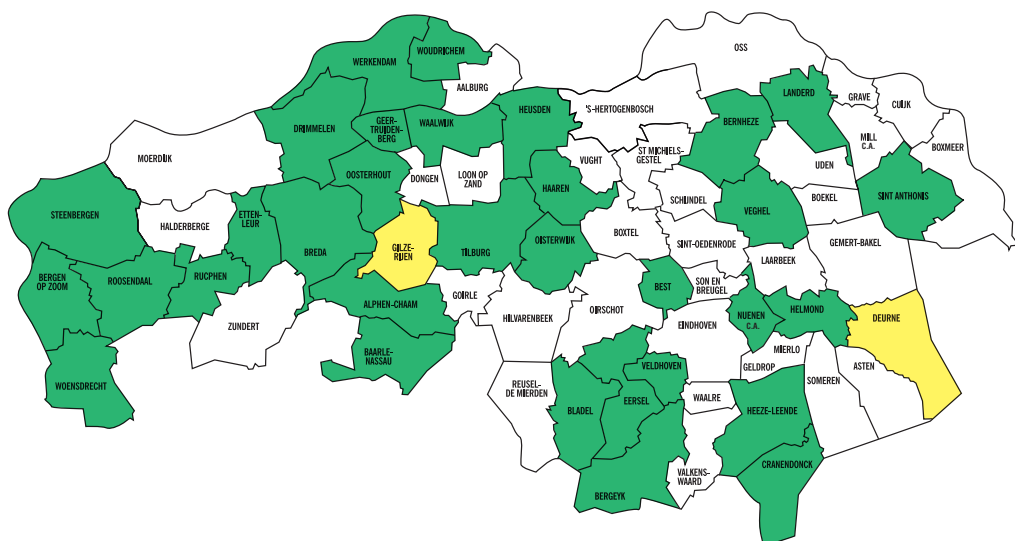 WOUDRICHEM
WERKENDAM
AALBURG
OSS
LANDERD
GRAVE
CUIJK
HEUSDEN
'S-HERTOGENBOSCH
DRIMMELEN
GEER-
TRUIDEN-
BERG
WAALWIJK
BERNHEZE
MILL
C.A.
BOXMEER
MOERDIJK
ST MICHIELS-
GESTEL
VUGHT
UDEN
OOSTERHOUT
DONGEN
LOON OP
ZAND
HAAREN
SCHIJNDEL
BOEKEL
SINT ANTHONIS
STEENBERGEN
HALDERBERGE
ETTEN-
LEUR
VEGHEL
BREDA
GILZE-
RIJEN
TILBURG
OISTERWIJK
BOXTEL
SINT-OEDENRODE
GEMERT-BAKEL
LAARBEEK
BERGEN
OP ZOOM
ROOSENDAAL
RUCPHEN
BEST
SON EN
BREUGEL
ALPHEN-CHAAM
GOIRLE
OIRSCHOT
HILVARENBEEK
NUENEN
C.A.
HELMOND
DEURNE
ZUNDERT
EINDHOVEN
BAARLE-
NASSAU
MIERLO
GELDROP
VELDHOVEN
ASTEN
SOMEREN
WOENSDRECHT
REUSEL-
DE MIERDEN
WAALRE
EERSEL
BLADEL
HEEZE-LEENDE
CRANENDONCK
VALKENS-
WAARD
BERGEYK